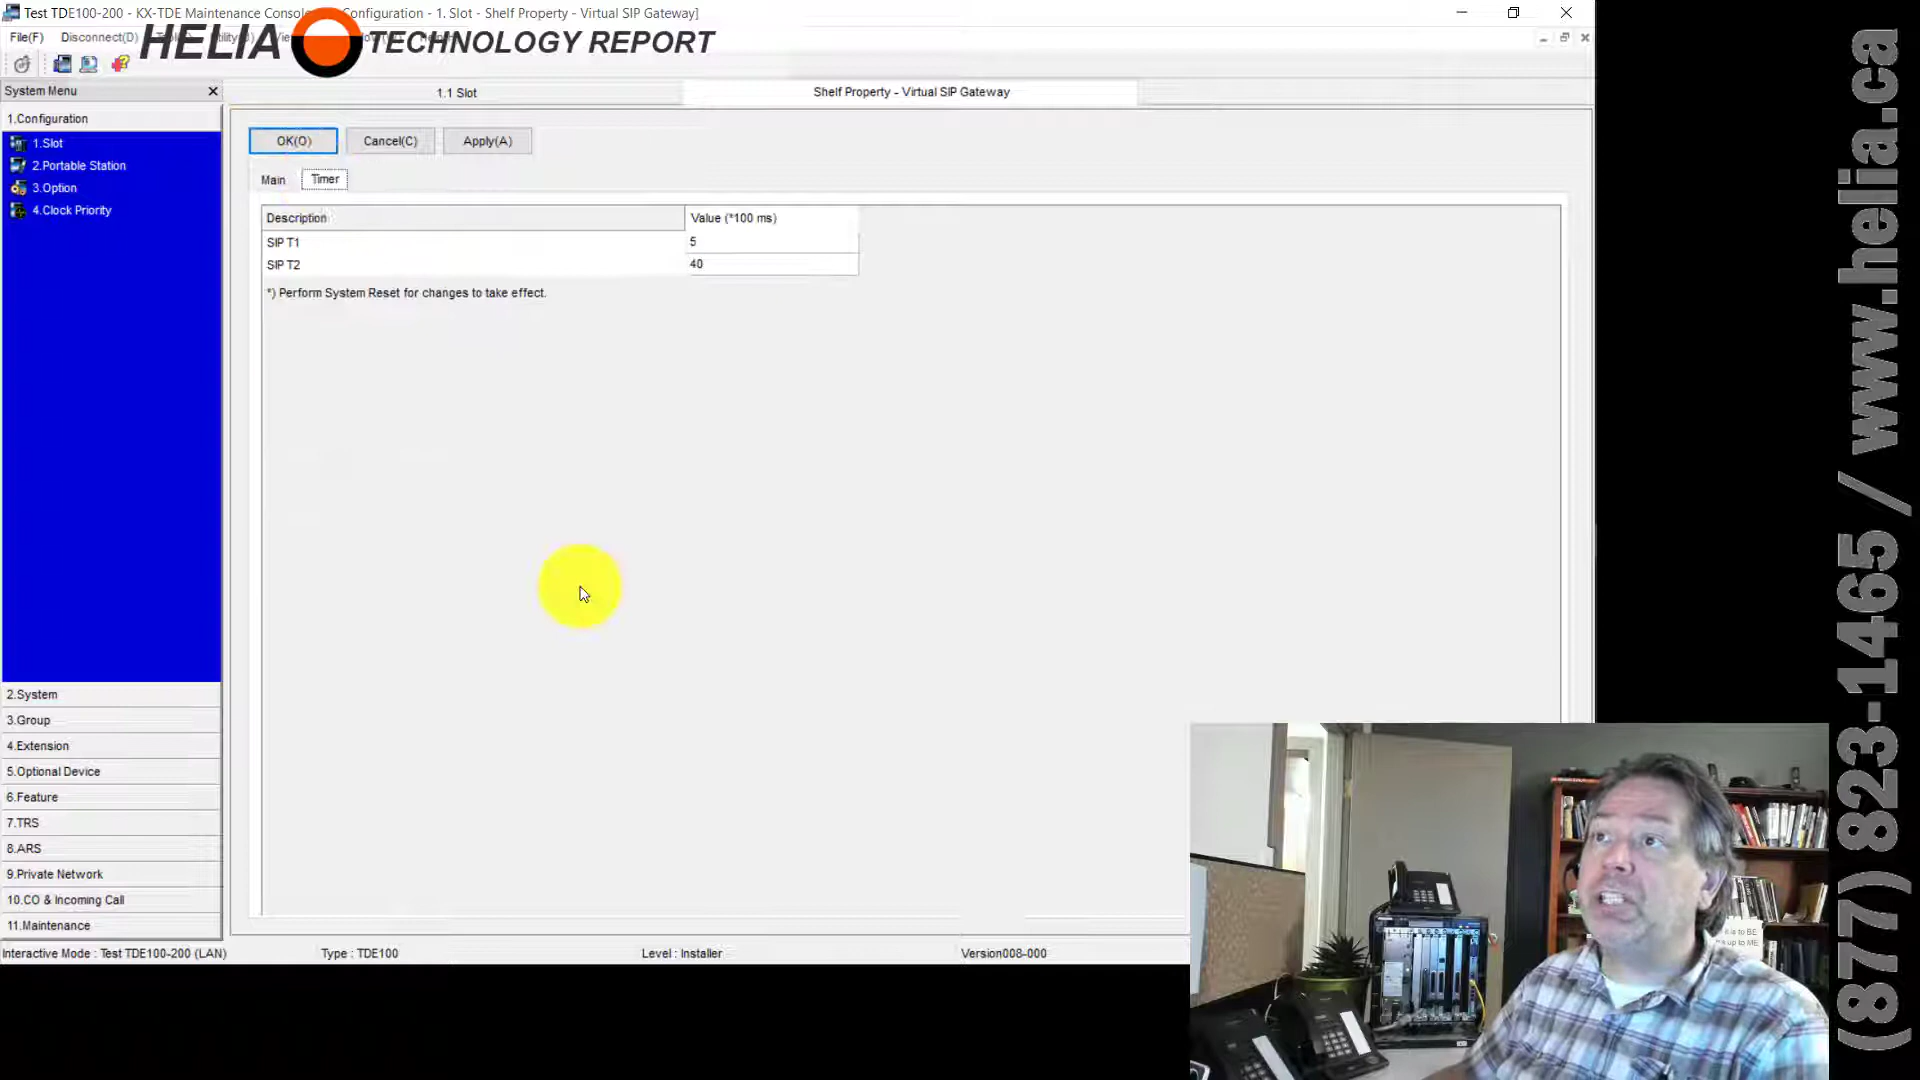 Test TDE100-200 - KX-TDE Maintenance Console Configuration - 1. Slot - Shelf Property - Virtual SIP Gateway]
File(F) Disconnect(D)
HELIA TECHNOLOGY REPORT
System Menu
1.1 Slot
Shelf Property - Virtual SIP Gateway
1.Configuration
1.Slot
2.Portable Station
3.Option
4.Clock Priority
OK(O) Cancel(C) Apply(A)
Main Timer
Description Value (*100 ms)
SIP T1 5
SIP T2 40
*) Perform System Reset for changes to take effect.
2.System
3.Group
4.Extension
5.Optional Device
6.Feature
7.TRS
8.ARS
9.Private Network
10.CO & Incoming Call
11.Maintenance
Interactive Mode : Test TDE100-200 (LAN) Type : TDE100 Level : Installer Version008-000
(877) 823-1465 / www.helia.ca